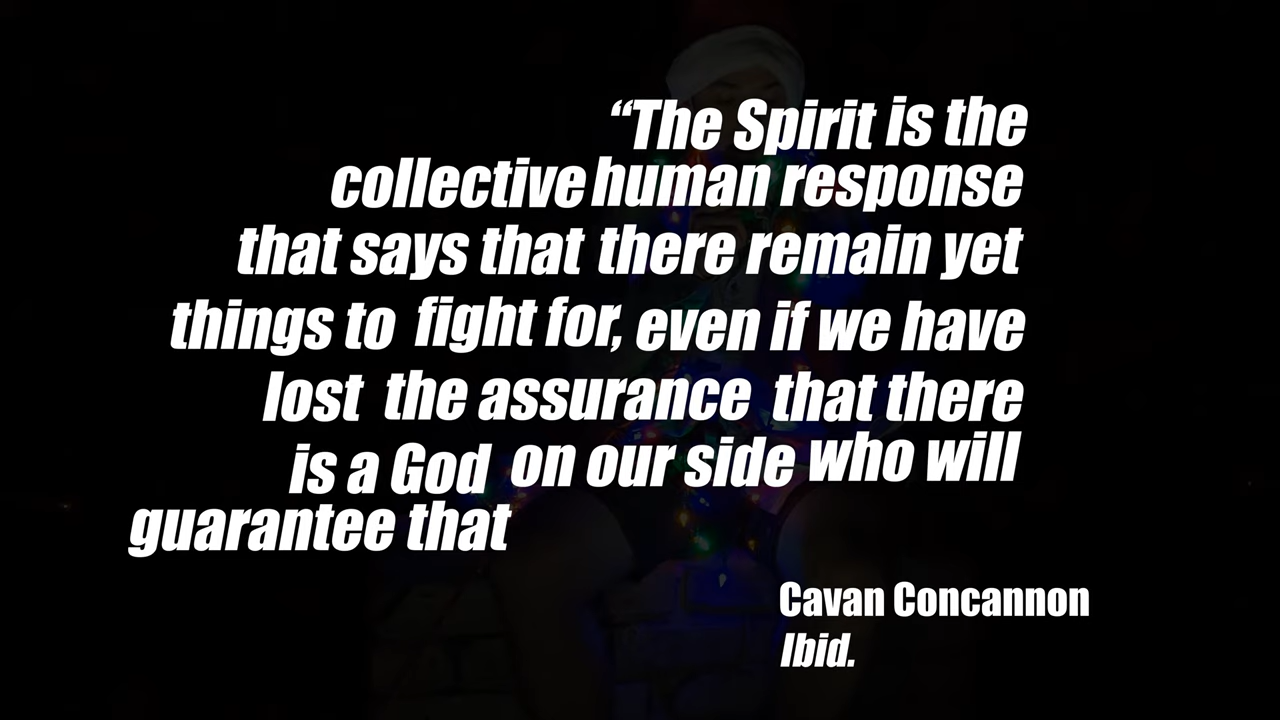 “The Spirit is the
collective human response
that says that there remain yet
things to fight for, even if we have
lost the assurance that there
is a God on our side who will
guarantee that
Cavan Concannon
Ibid.